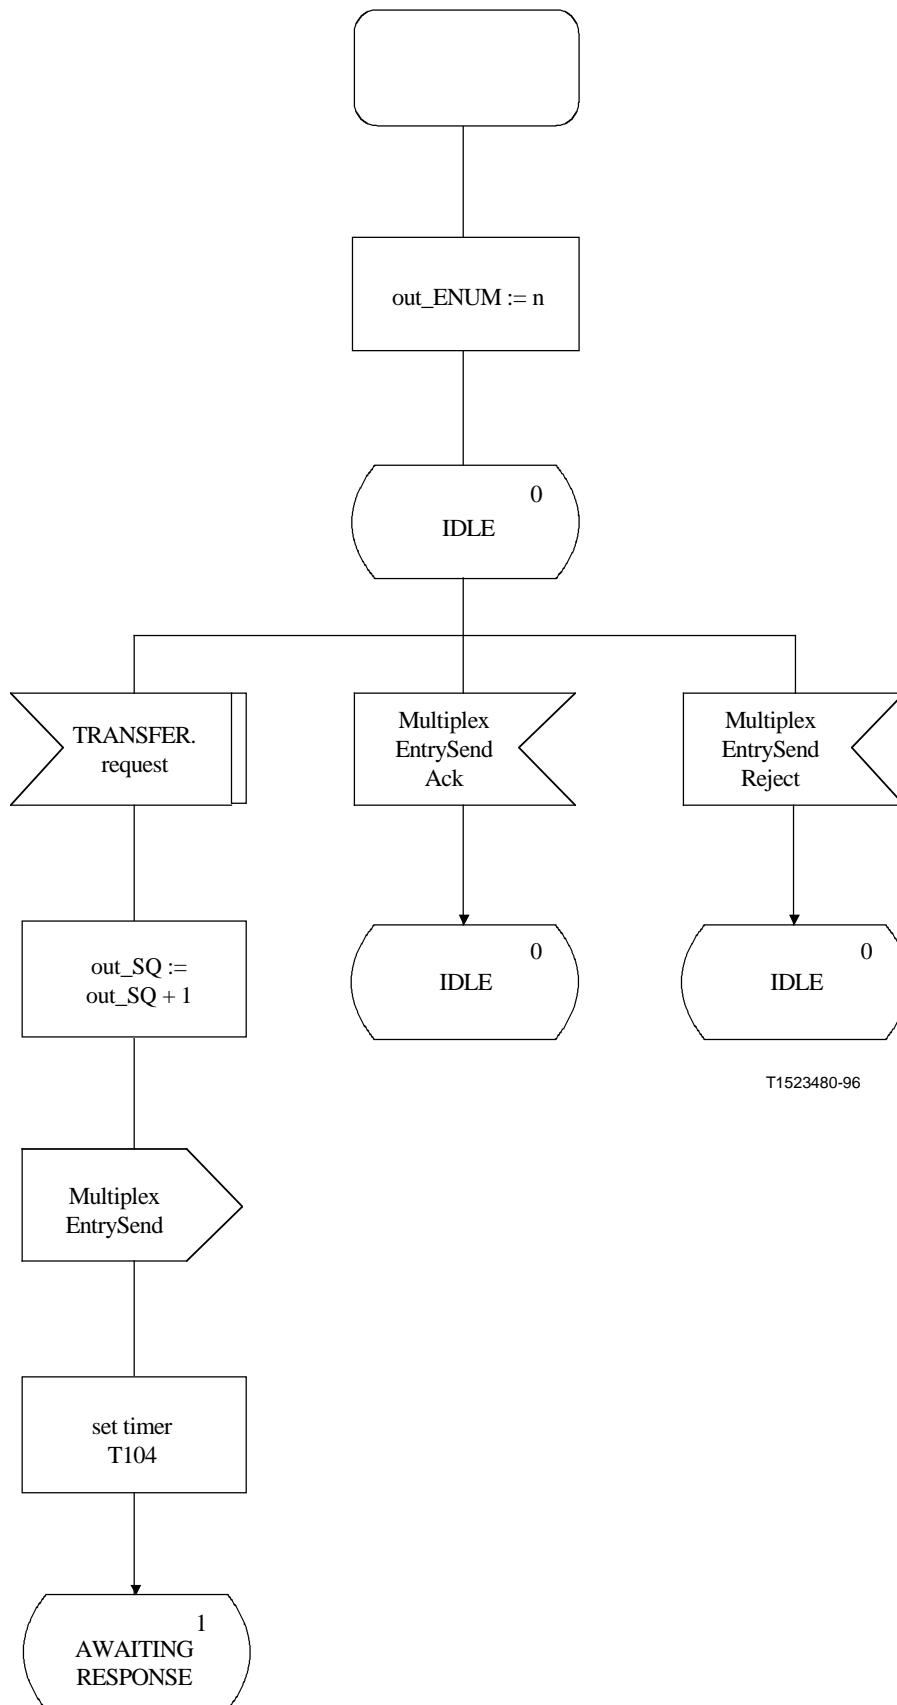 out_ENUM := n
0
IDLE
TRANSFER.
request
Multiplex
EntrySend
Ack
Multiplex
EntrySend
Reject
out_SQ :=
out_SQ + 1
0
IDLE
0
IDLE
T1523480-96
Multiplex
EntrySend
set timer
T104
1
AWAITING
RESPONSE